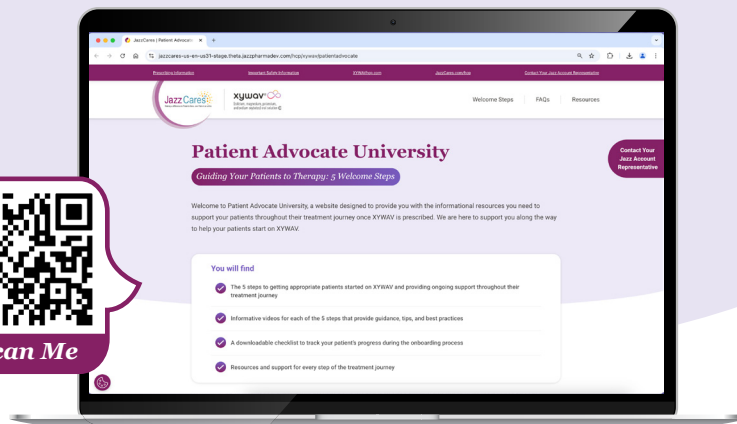 JazzCares | Patient Advocate
jazzcares-us-en-us31-stage.theta.jazzpharmadev.com/hcp/xywav/patientadvocate
Prescribing Information
Important Safety Information
XYWAVhcp.com
JazzCares.com/hcp
Contact Your Jazz Account Representative
JazzCares
xywav
Welcome Steps
FAQs
Resources
Patient Advocate University
Guiding Your Patients to Therapy: 5 Welcome Steps
Contact Your
Jazz Account
Representative
Welcome to Patient Advocate University, a website designed to provide you with the informational resources you need to
support your patients throughout their treatment journey once XYWAV is prescribed. We are here to support you along the way
to help your patients start on XYWAV.
You will find
The 5 steps to getting appropriate patients started on XYWAV and providing ongoing support throughout their
treatment journey
Informative videos for each of the 5 steps that provide guidance, tips, and best practices
A downloadable checklist to track your patient's progress during the onboarding process
Resources and support for every step of the treatment journey
can Me